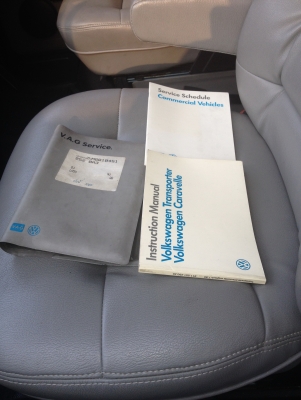 Service Schedule
Commercial Vehicles
V.A.G Service.
Instruction Manual
Volkswagen Transporter
Volkswagen Caravelle